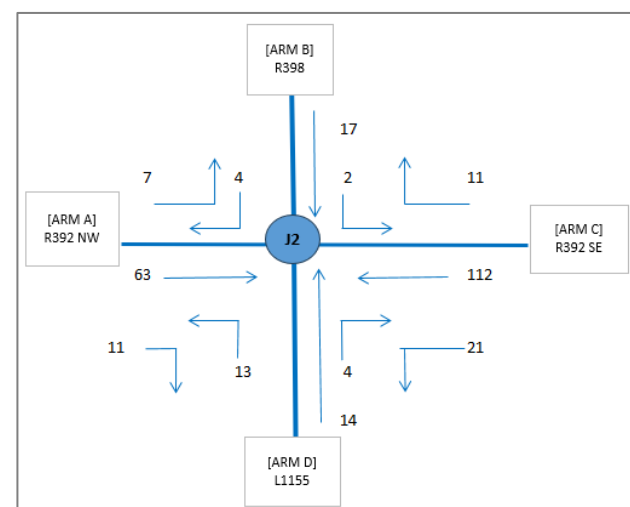 [ARM B]
R398
17
7
4
2
11
[ARM A]
R392 NW
J2
[ARM C]
R392 SE
63
112
11
13
4
21
14
[ARM D]
L1155